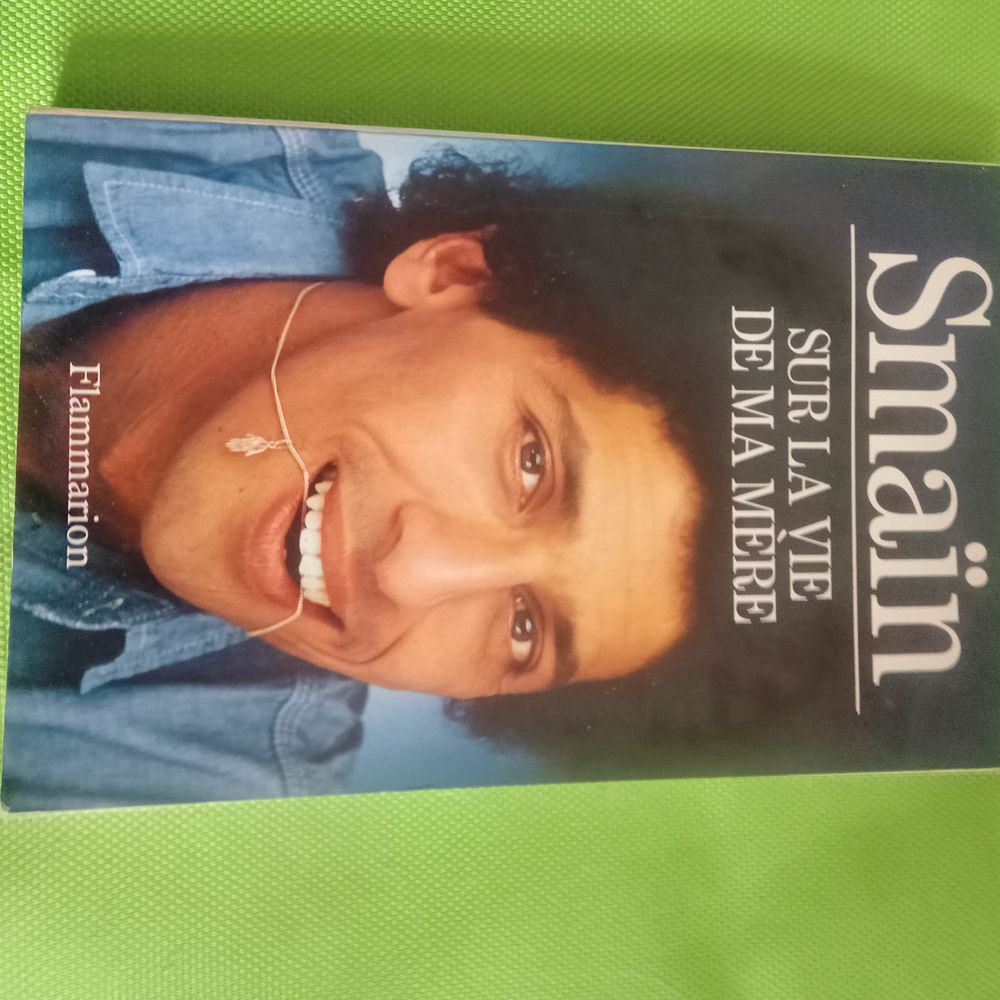 Smaïn
SUR LA VIE
DE MA MÈRE
Flammarion